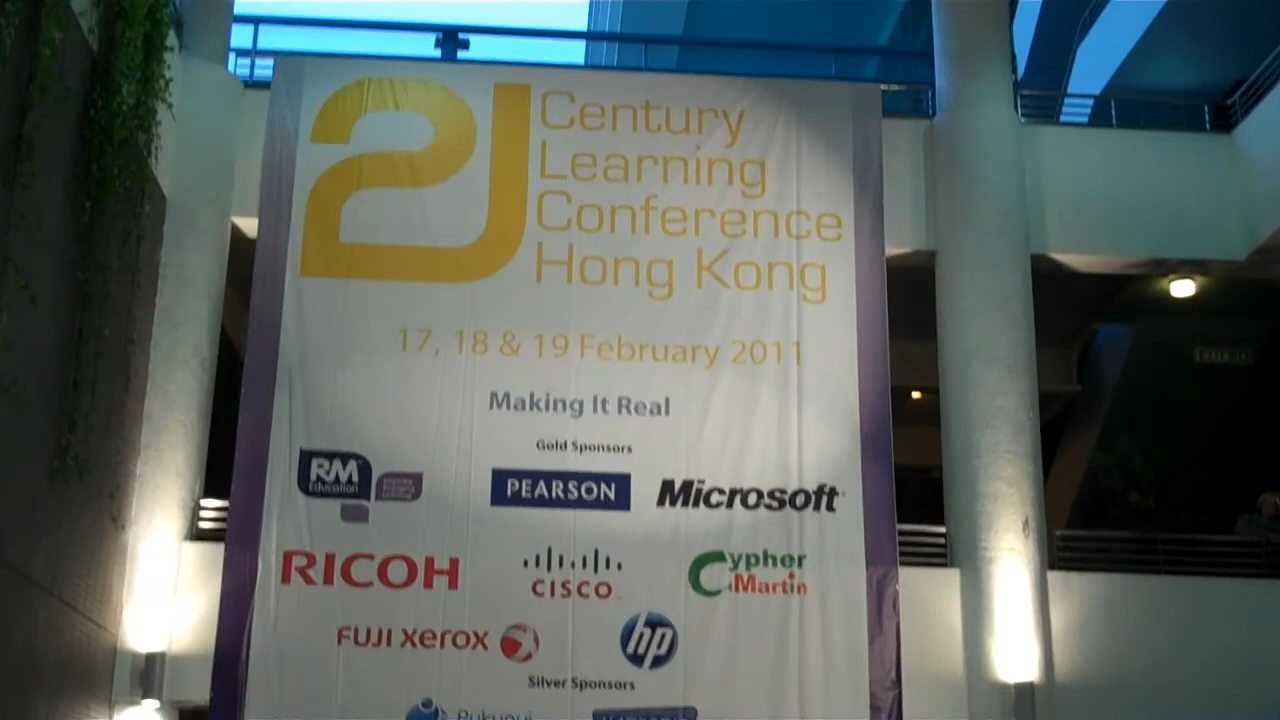 21 Century
Learning
Conference
Hong Kong
17, 18 & 19 February 2011
Making It Real
Gold Sponsors
RM
Education
PEARSON
Microsoft
RICOH
CISCO
Cypher
Martin
FUJI xerox
hp
Silver Sponsors